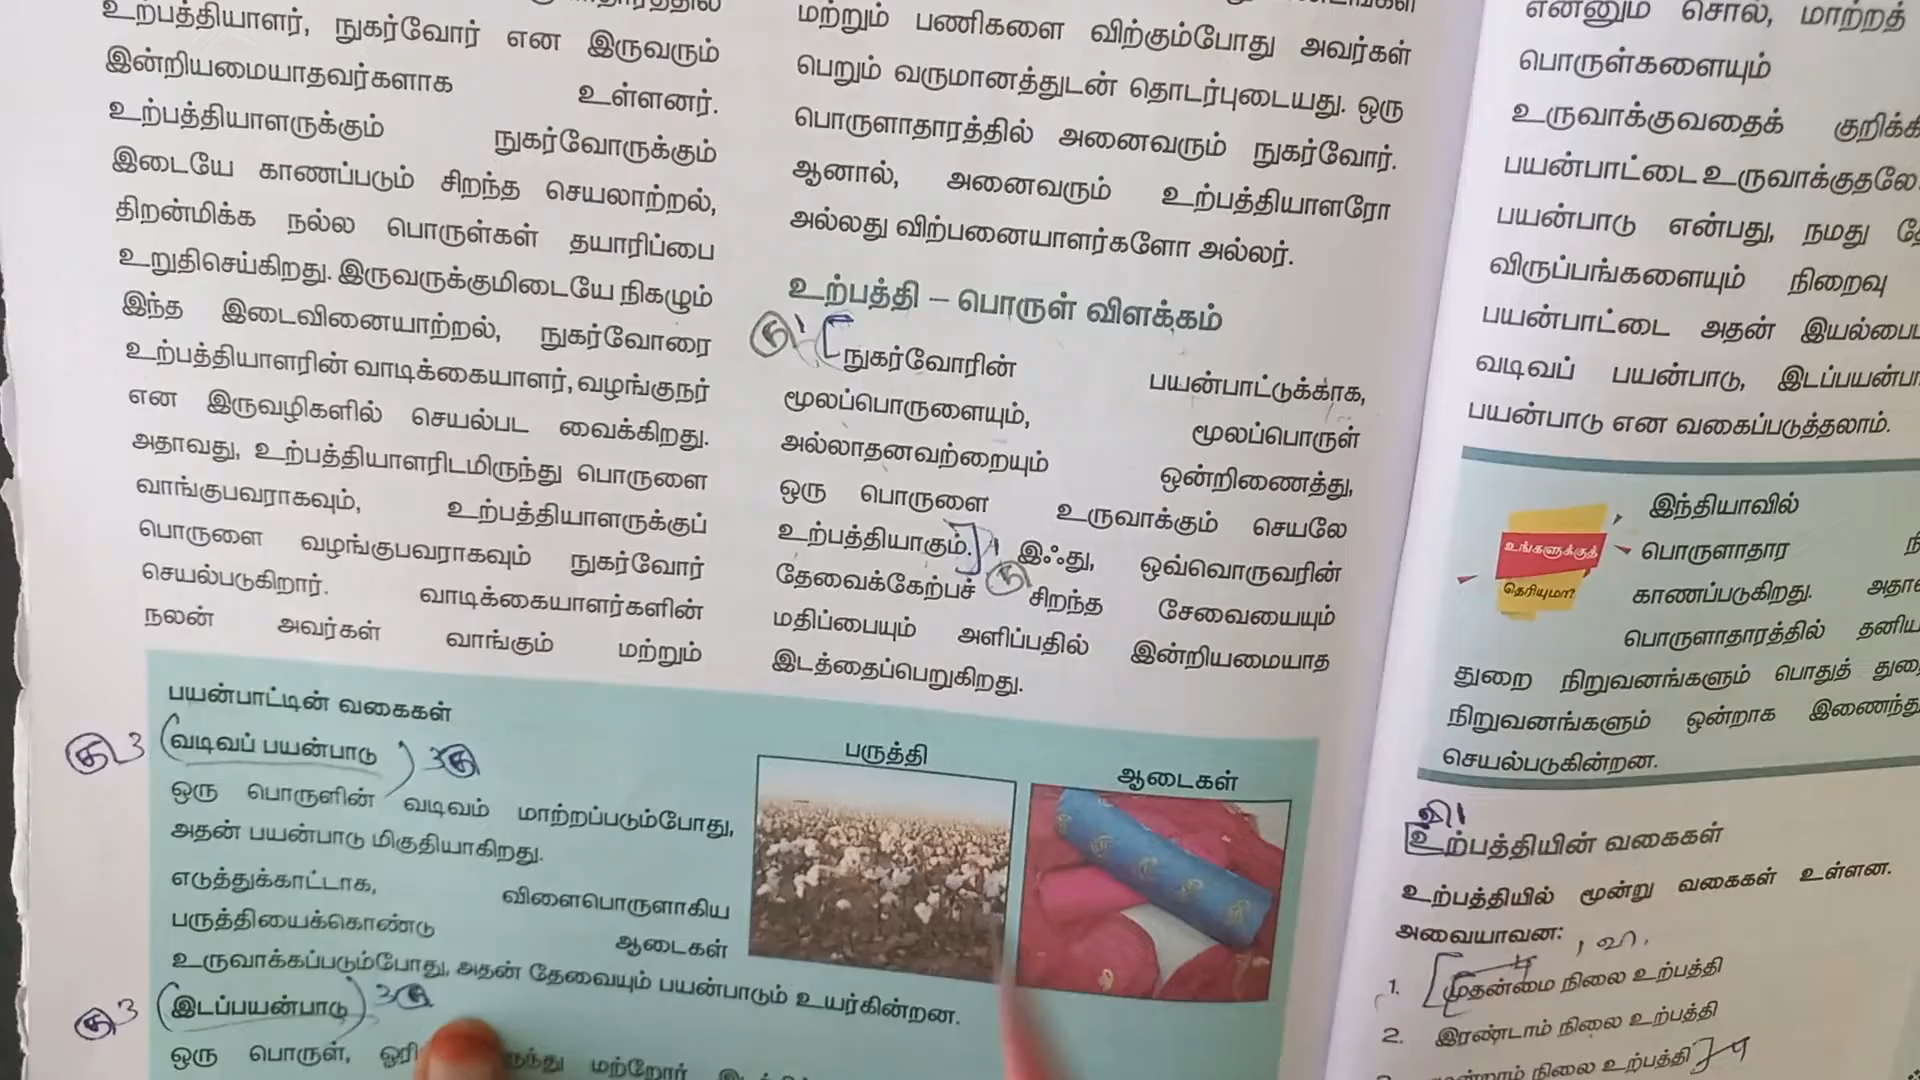 உற்பத்தியாளர், நுகர்வோர் என இருவரும்
இன்றியமையாதவர்களாக உள்ளனர்.
உற்பத்தியாளருக்கும் நுகர்வோருக்கும்
இடையே காணப்படும் சிறந்த செயலாற்றல்,
திறன்மிக்க நல்ல பொருள்கள் தயாரிப்பை
உறுதிசெய்கிறது. இருவருக்குமிடையே நிகழும்
இந்த இடைவினையாற்றல், நுகர்வோரை
உற்பத்தியாளரின் வாடிக்கையாளர், வழங்குநர்
என இருவழிகளில் செயல்பட வைக்கிறது.
அதாவது, உற்பத்தியாளரிடமிருந்து பொருளை
வாங்குபவராகவும், உற்பத்தியாளருக்குப்
பொருளை வழங்குபவராகவும் நுகர்வோர்
செயல்படுகிறார். வாடிக்கையாளர்களின்
நலன் அவர்கள் வாங்கும் மற்றும்
மற்றும் பணிகளை விற்கும்போது அவர்கள்
பெறும் வருமானத்துடன் தொடர்புடையது. ஒரு
பொருளாதாரத்தில் அனைவரும் நுகர்வோர்.
ஆனால், அனைவரும் உற்பத்தியாளரோ
அல்லது விற்பனையாளர்களோ அல்லர்.
உற்பத்தி – பொருள் விளக்கம்
நுகர்வோரின் பயன்பாட்டுக்காக,
மூலப்பொருளையும், மூலப்பொருள்
அல்லாதனவற்றையும் ஒன்றிணைத்து,
ஒரு பொருளை உருவாக்கும் செயலே
உற்பத்தியாகும். இஃது, ஒவ்வொருவரின்
தேவைக்கேற்பச் சிறந்த சேவையையும்
மதிப்பையும் அளிப்பதில் இன்றியமையாத
இடத்தைப்பெறுகிறது.
பயன்பாட்டின் வகைகள்
வடிவப் பயன்பாடு
ஒரு பொருளின் வடிவம் மாற்றப்படும்போது,
அதன் பயன்பாடு மிகுதியாகிறது.
எடுத்துக்காட்டாக, விளைபொருளாகிய
பருத்தியைக்கொண்டு ஆடைகள்
உருவாக்கப்படும்போது, அதன் தேவையும் பயன்பாடும் உயர்கின்றன.
பருத்தி
ஆடைகள்
இடப்பயன்பாடு
ஒரு பொருள், மற்றோர்
என்னும் சொல், மாற்றத்
பொருள்களையும்
உருவாக்குவதைக்
பயன்பாட்டை உருவாக்குதலே
பயன்பாடு என்பது, நமது
விருப்பங்களையும் நிறைவு
பயன்பாட்டை அதன்
வடிவப் பயன்பாடு,
பயன்பாடு என வகைப்படுத்தலாம்.
உங்களுக்குத்
தெரியுமா?
இந்தியாவில்
பொருளாதார
காணப்படுகிறது.
பொருளாதாரத்தில்
துறை நிறுவனங்களும் பொதுத்
நிறுவனங்களும் ஒன்றாக
செயல்படுகின்றன.
உற்பத்தியின் வகைகள்
உற்பத்தியில் மூன்று வகைகள் உள்ளன.
அவையாவன:
1. முதன்மை நிலை உற்பத்தி
2. இரண்டாம் நிலை உற்பத்தி
நிலை உற்பத்தி